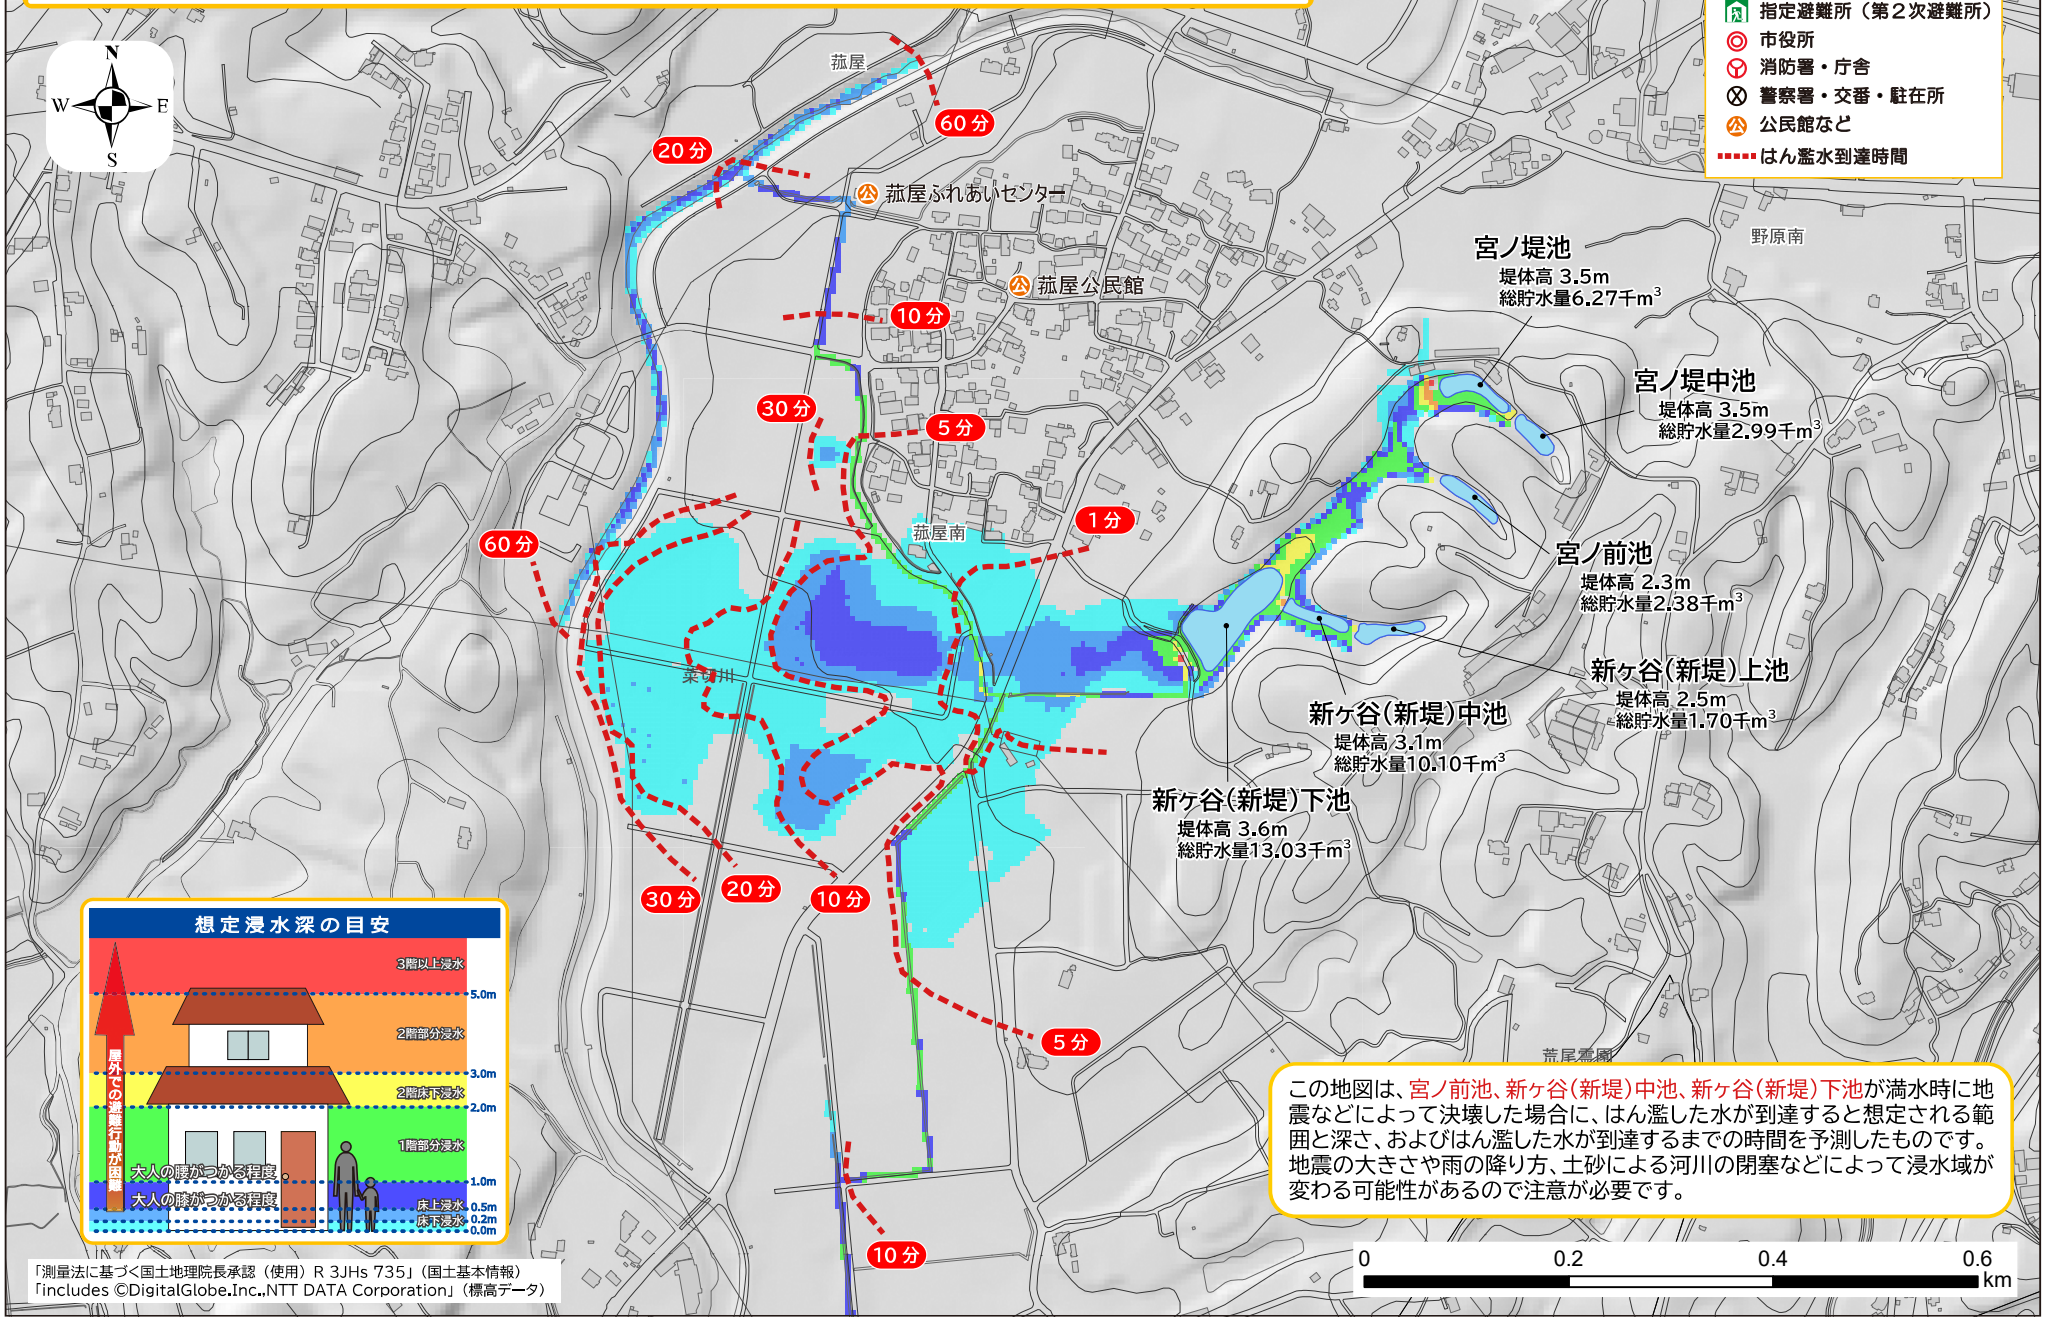 指定避難所（第２次避難所）
市役所
消防署・庁舎
警察署・交番・駐在所
公民館など
はん濫水到達時間
N
W E
S
菰屋
60分
20分
公 菰屋ふれあいセンター
野原南
宮ノ堤池
堤体高 3.5m
総貯水量6.27千m³
公 菰屋公民館
10分
宮ノ堤中池
堤体高 3.5m
総貯水量2.99千m³
30分
5分
1分
菰屋南
60分
宮ノ前池
堤体高 2.3m
総貯水量2.38千m³
菜切川
新ヶ谷(新堤)上池
堤体高 2.5m
総貯水量1.70千m³
新ヶ谷(新堤)中池
堤体高 3.1m
総貯水量10.10千m³
新ヶ谷(新堤)下池
堤体高 3.6m
総貯水量13.03千m³
30分
20分
10分
5分
10分
荒尾霊園
想定浸水深の目安
3階以上浸水
5.0m
2階部分浸水
3.0m
2階床下浸水
2.0m
1階部分浸水
大人の腰がつかる程度
1.0m
大人の膝がつかる程度
床上浸水
0.5m
床下浸水
0.2m
0.0m
屋外での避難行動が困難
この地図は、宮ノ前池、新ヶ谷(新堤)中池、新ヶ谷(新堤)下池が満水時に地
震などによって決壊した場合に、はん濫した水が到達すると想定される範
囲と深さ、およびはん濫した水が到達するまでの時間を予測したものです。
地震の大きさや雨の降り方、土砂による河川の閉塞などによって浸水域が
変わる可能性があるので注意が必要です。
「測量法に基づく国土地理院長承認（使用）R 3JHs 735」（国土基本情報）
「includes ©DigitalGlobe.Inc.,NTT DATA Corporation」（標高データ）
0 0.2 0.4 0.6
km